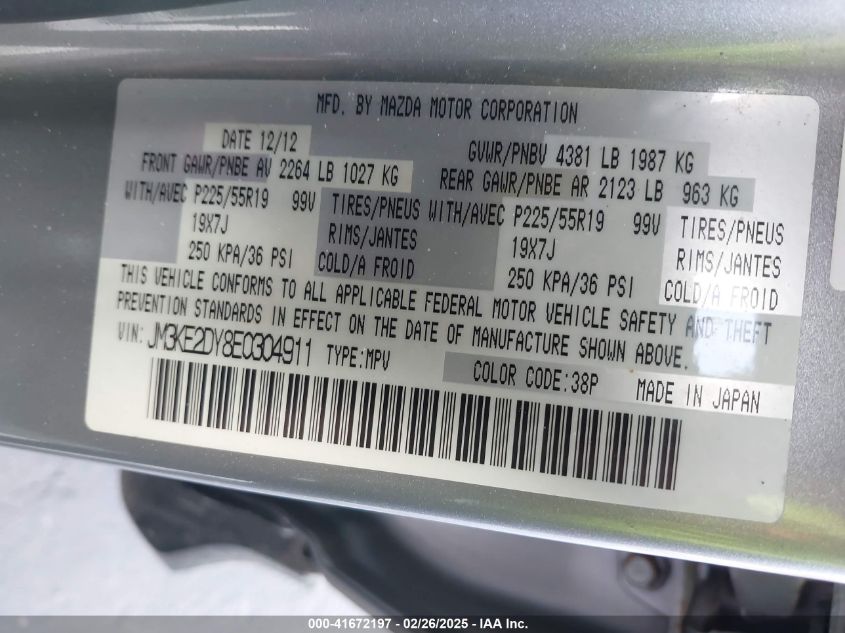 MFD. BY MAZDA MOTOR CORPORATION
DATE 12/12 GVWR/PNBV 4381 LB 1987 KG
FRONT GAWR/PNBE AV 2264 LB 1027 KG REAR GAWR/PNBE AR 2123 LB 963 KG
WITH/AVEC P225/55R19 99V TIRES/PNEUS WITH/AVEC P225/55R19 99V TIRES/PNEUS
19X7J RIMS/JANTES 19X7J RIMS/JANTES
250 KPA/36 PSI COLD/A FROID 250 KPA/36 PSI COLD/A FROID
THIS VEHICLE CONFORMS TO ALL APPLICABLE FEDERAL MOTOR VEHICLE SAFETY AND THEFT
PREVENTION STANDARDS IN EFFECT ON THE DATE OF MANUFACTURE SHOWN ABOVE.
VIN: JM3KE2DY8E0304911 TYPE:MPV COLOR CODE:38P MADE IN JAPAN
000-41672197 - 02/26/2025 - IAA Inc.